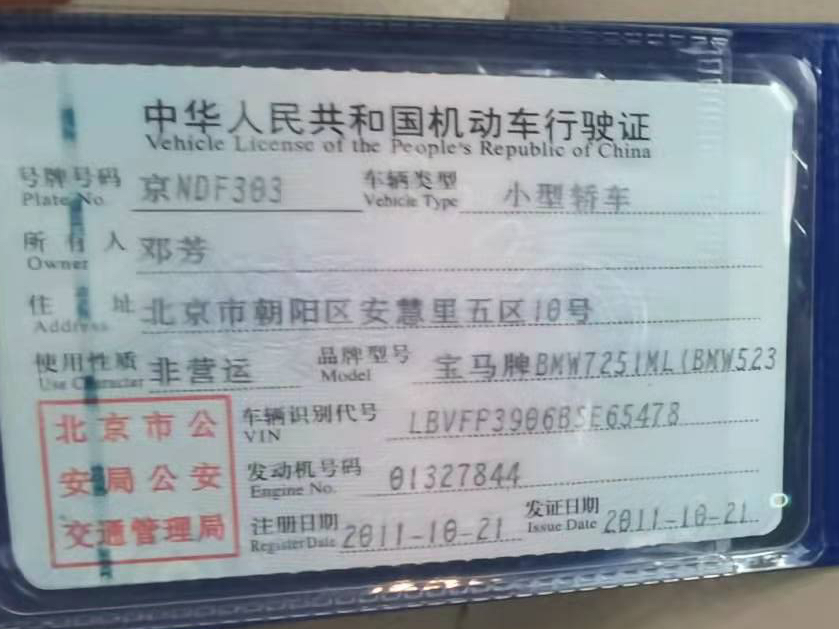 中华人民共和国机动车行驶证
Vehicle License of the People's Republic of China
号牌号码 京NDF303 车辆类型 小型轿车
Plate No. Vehicle Type
所有人 邓芳
Owner
住址 北京市朝阳区安慧里五区10号
Address
使用性质 非营运 品牌型号 宝马牌BMW7251ML(BMW523
Use Character Model
北京市公
安局公安
交通管理局
车辆识别代号 LBVFP3906BSE65478
VIN
发动机号码 01327844
Engine No.
注册日期 2011-10-21 发证日期 2011-10-21
Register Date Issue Date